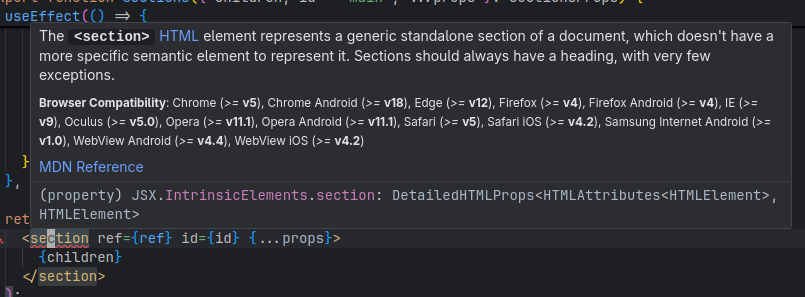 useEffect(() => {
The <section> HTML element represents a generic standalone section of a document, which doesn't have a
more specific semantic element to represent it. Sections should always have a heading, with very few
exceptions.
Browser Compatibility: Chrome (>= v5), Chrome Android (>= v18), Edge (>= v12), Firefox (>= v4), Firefox Android (>= v4), IE (>=
v9), Oculus (>= v5.0), Opera (>= v11.1), Opera Android (>= v11.1), Safari (>= v5), Safari iOS (>= v4.2), Samsung Internet Android (>=
v1.0), WebView Android (>= v4.4), WebView iOS (>= v4.2)
}
MDN Reference
},
(property) JSX.IntrinsicElements.section: DetailedHTMLProps<HTMLAttributes<HTMLElement>,
HTMLElement>
ret
<section ref={ref} id={id} {...props}>
{children}
</section>
);